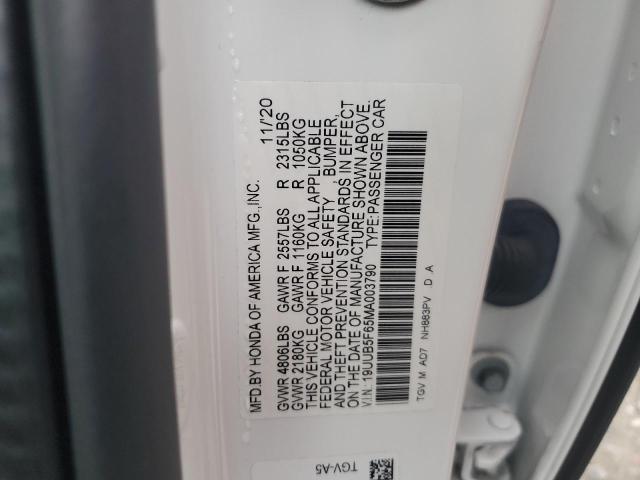 MFD.BY HONDA OF AMERICA MFG.,INC. 11/'20
GVWR 4806LBS GAWR F 2557LBS R 2315LBS
GVWR 2180KG GAWR F 1160KG R 1050KG
THIS VEHICLE CONFORMS TO ALL APPLICABLE
FEDERAL MOTOR VEHICLE SAFETY BUMPER,
AND THEFT PREVENTION STANDARDS IN EFFECT
ON THE DATE OF MANUFACTURE SHOWN ABOVE.
V.I.N: 19UUB5F65MA003790 TYPE:PASSENGER CAR
TGV M A07 NH883PV D A
TGV-A5